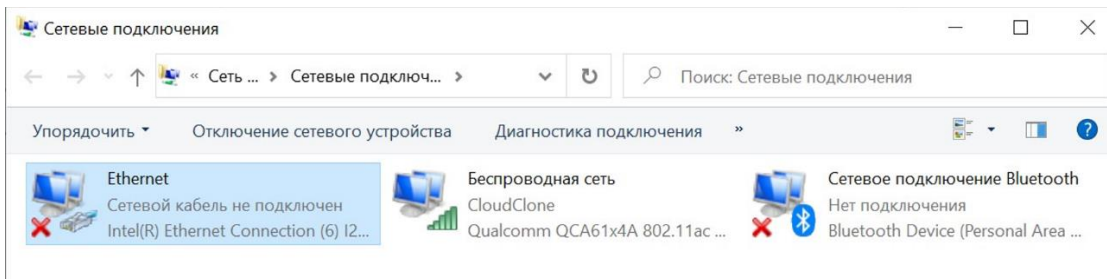 Сетевые подключения
« Сеть ... > Сетевые подключ... >
Поиск: Сетевые подключения
Упорядочить Отключение сетевого устройства Диагностика подключения »
Ethernet
Сетевой кабель не подключен
Intel(R) Ethernet Connection (6) I2...
Беспроводная сеть
CloudClone
Qualcomm QCA61x4A 802.11ac ...
Сетевое подключение Bluetooth
Нет подключения
Bluetooth Device (Personal Area ...